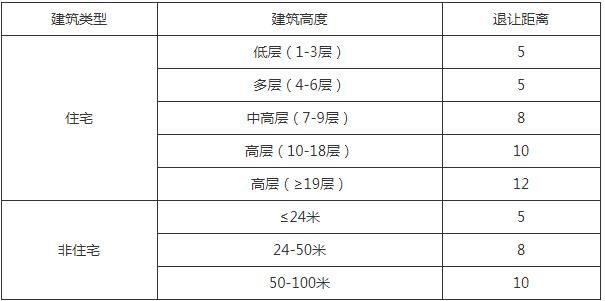 建筑类型 建筑高度 退让距离
住宅 低层（1-3层） 5
多层（4-6层） 5
中高层（7-9层） 8
高层（10-18层） 10
高层（≥19层） 12
非住宅 ≤24米 5
24-50米 8
50-100米 10